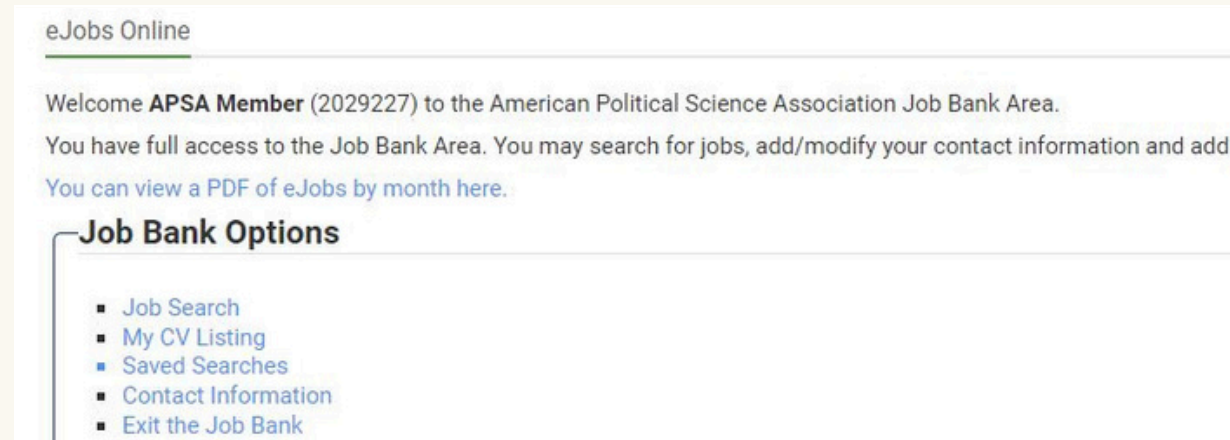 eJobs Online
Welcome APSA Member (2029227) to the American Political Science Association Job Bank Area.
You have full access to the Job Bank Area. You may search for jobs, add/modify your contact information and add
You can view a PDF of eJobs by month here.
Job Bank Options
Job Search
My CV Listing
Saved Searches
Contact Information
Exit the Job Bank